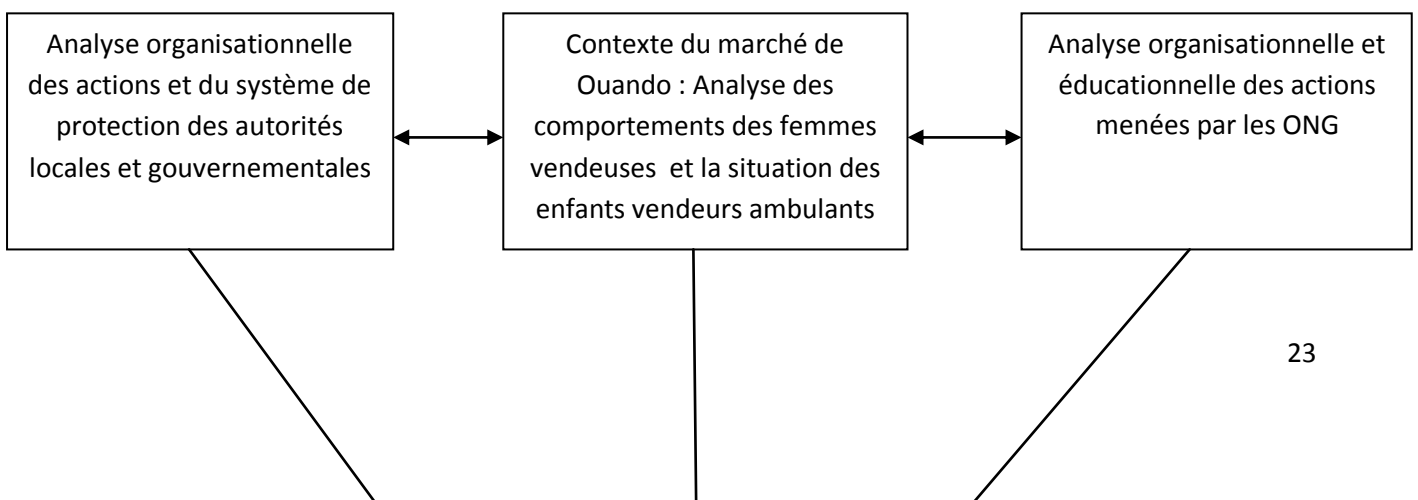 Analyse organisationnelle
des actions et du système de
protection des autorités
locales et gouvernementales
Contexte du marché de
Ouando : Analyse des
comportements des femmes
vendeuses et la situation des
enfants vendeurs ambulants
Analyse organisationnelle et
éducationnelle des actions
menées par les ONG
23